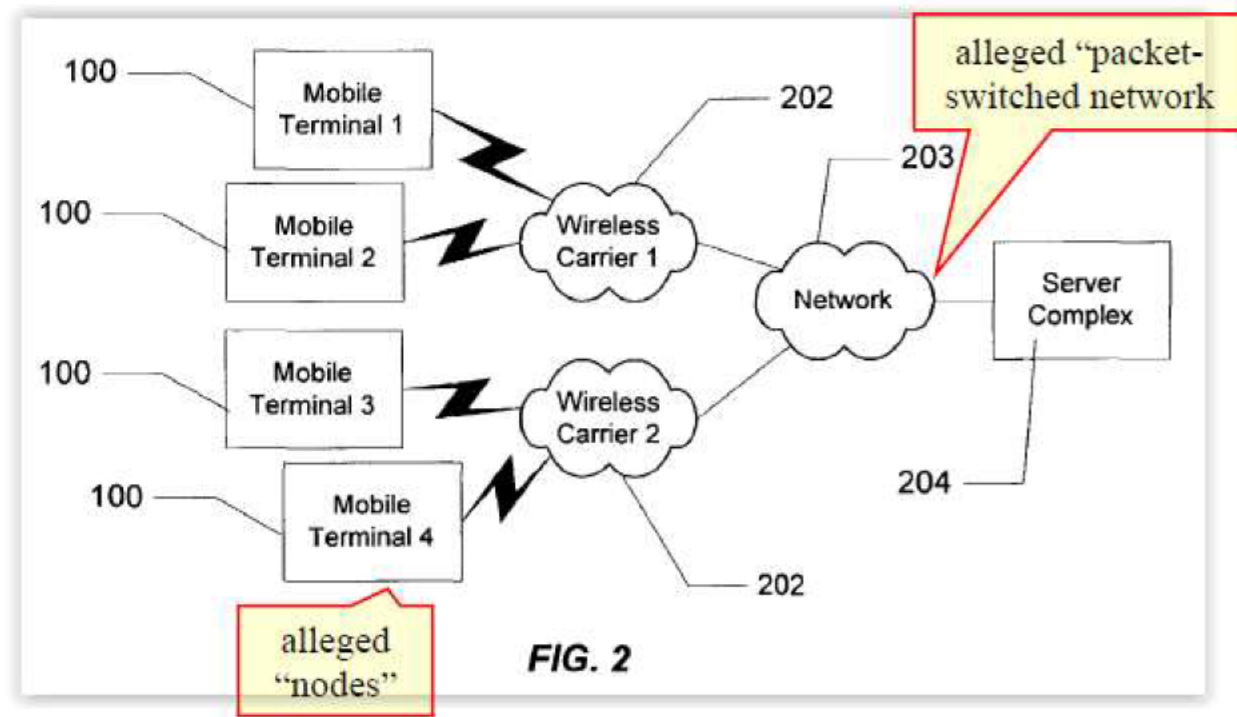 alleged “packet-
switched network
100
Mobile
Terminal 1
202
203
100
Mobile
Terminal 2
Wireless
Carrier 1
Network
Server
Complex
100
Mobile
Terminal 3
Wireless
Carrier 2
204
100
Mobile
Terminal 4
202
alleged
“nodes”
FIG. 2